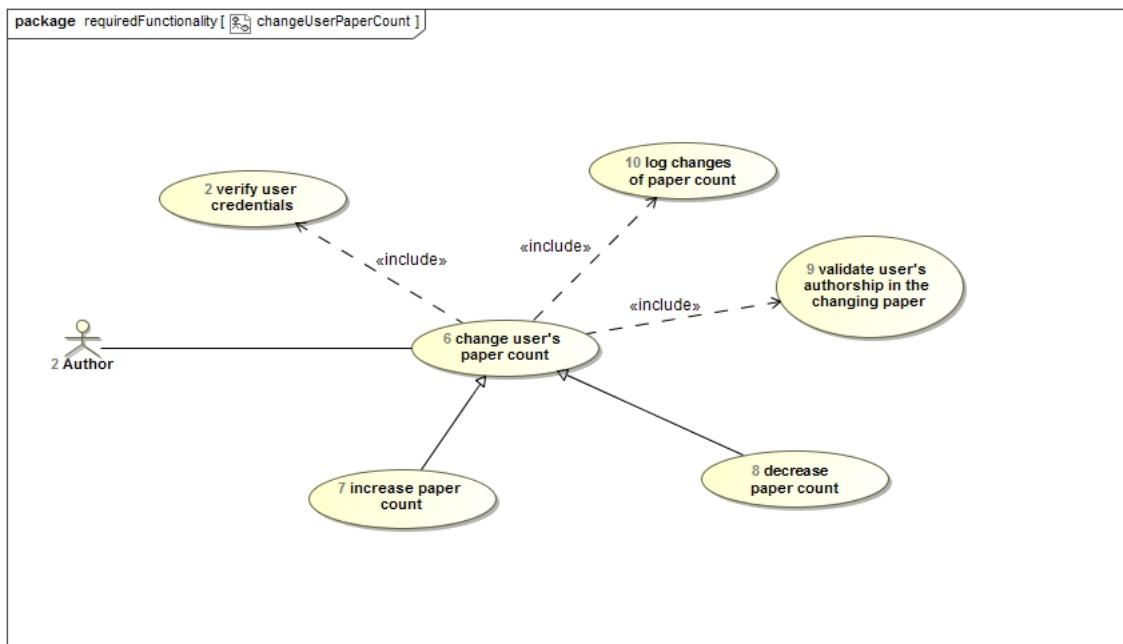 package requiredFunctionality [ changeUserPaperCount ]
10 log changes
of paper count
2 verify user
credentials
«include»
«include»
9 validate user's
authorship in the
changing paper
«include»
6 change user's
paper count
2 Author
8 decrease
paper count
7 increase paper
count